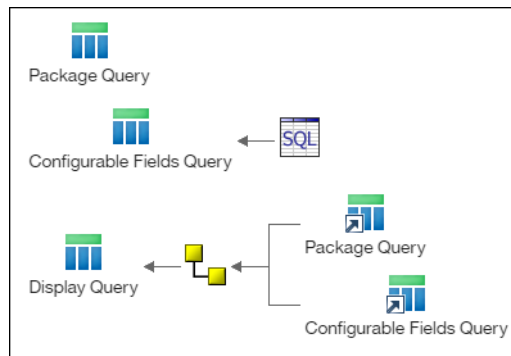 Package Query
Configurable Fields Query
SQL
Package Query
Display Query
Configurable Fields Query